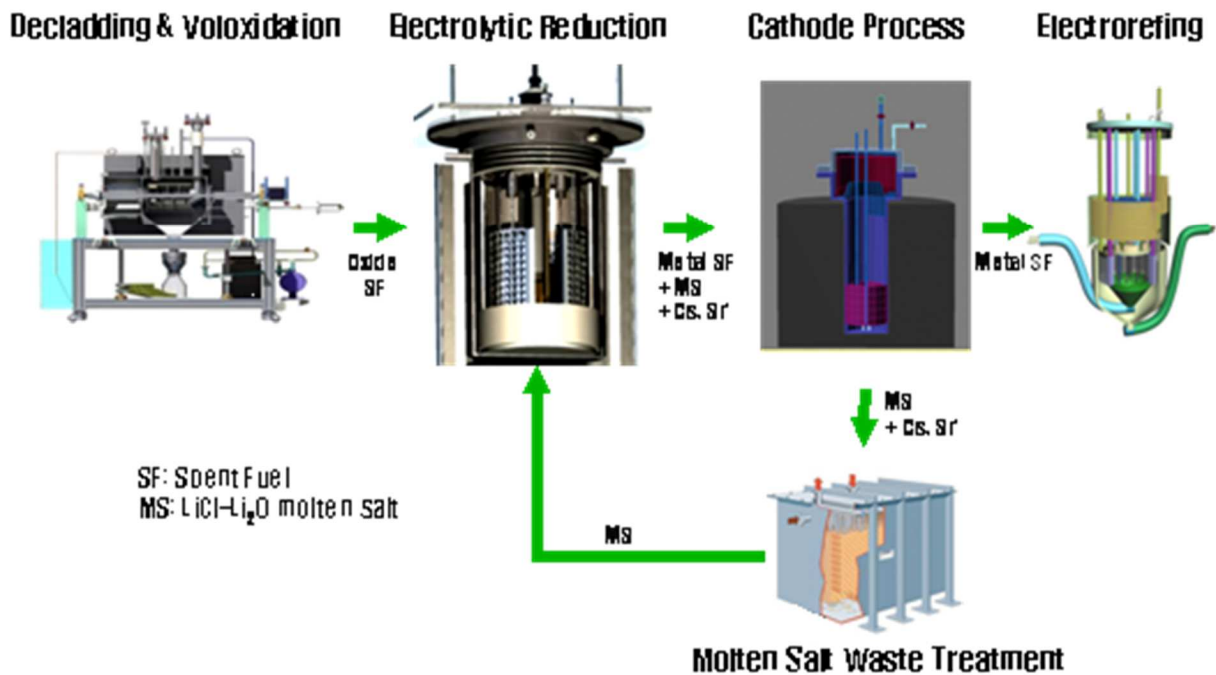 Decladding & Voloxidation
Electrolytic Reduction
Cathode Process
Electrorefing
Oxide
SF
Metal SF
+ MS
+ Cs, Sr
Metal SF
MS
+ Cs, Sr
SF: Spent Fuel
MS: LiCl-Li₂O molten salt
MS
Molten Salt Waste Treatment